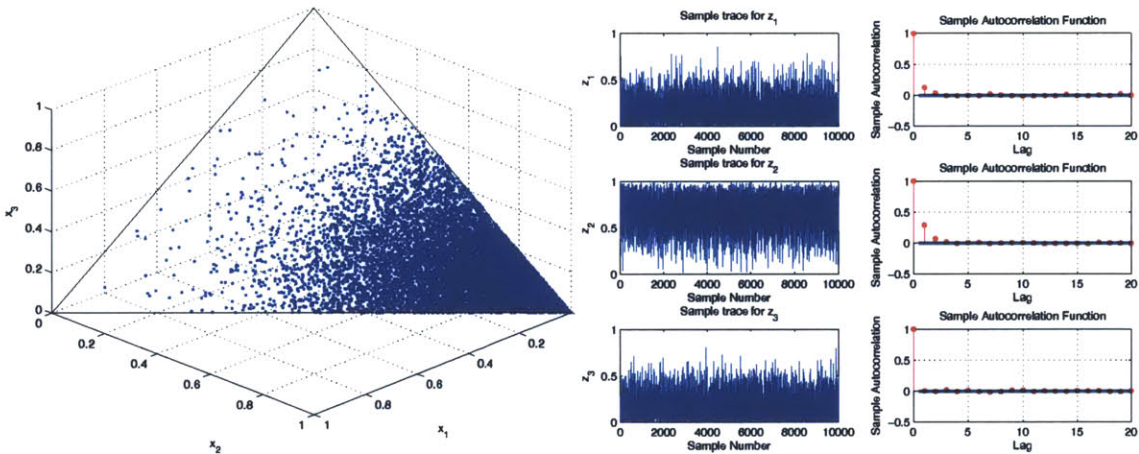 1
0.8
0.6
0.4
0.2
0
x3
0
0.2
0.4
0.6
0.8
1
x2
1
0.8
0.6
0.4
0.2
x1
Sample trace for z1
1
0.5
0
z1
0 2000 4000 6000 8000 10000
Sample Number
Sample Autocorrelation Function
1
0.5
0
−0.5
Sample Autocorrelation
0 5 10 15 20
Lag
Sample trace for z2
1
0.5
0
z2
0 2000 4000 6000 8000 10000
Sample Number
Sample Autocorrelation Function
1
0.5
0
−0.5
Sample Autocorrelation
0 5 10 15 20
Lag
Sample trace for z3
1
0.5
0
z3
0 2000 4000 6000 8000 10000
Sample Number
Sample Autocorrelation Function
1
0.5
0
−0.5
Sample Autocorrelation
0 5 10 15 20
Lag